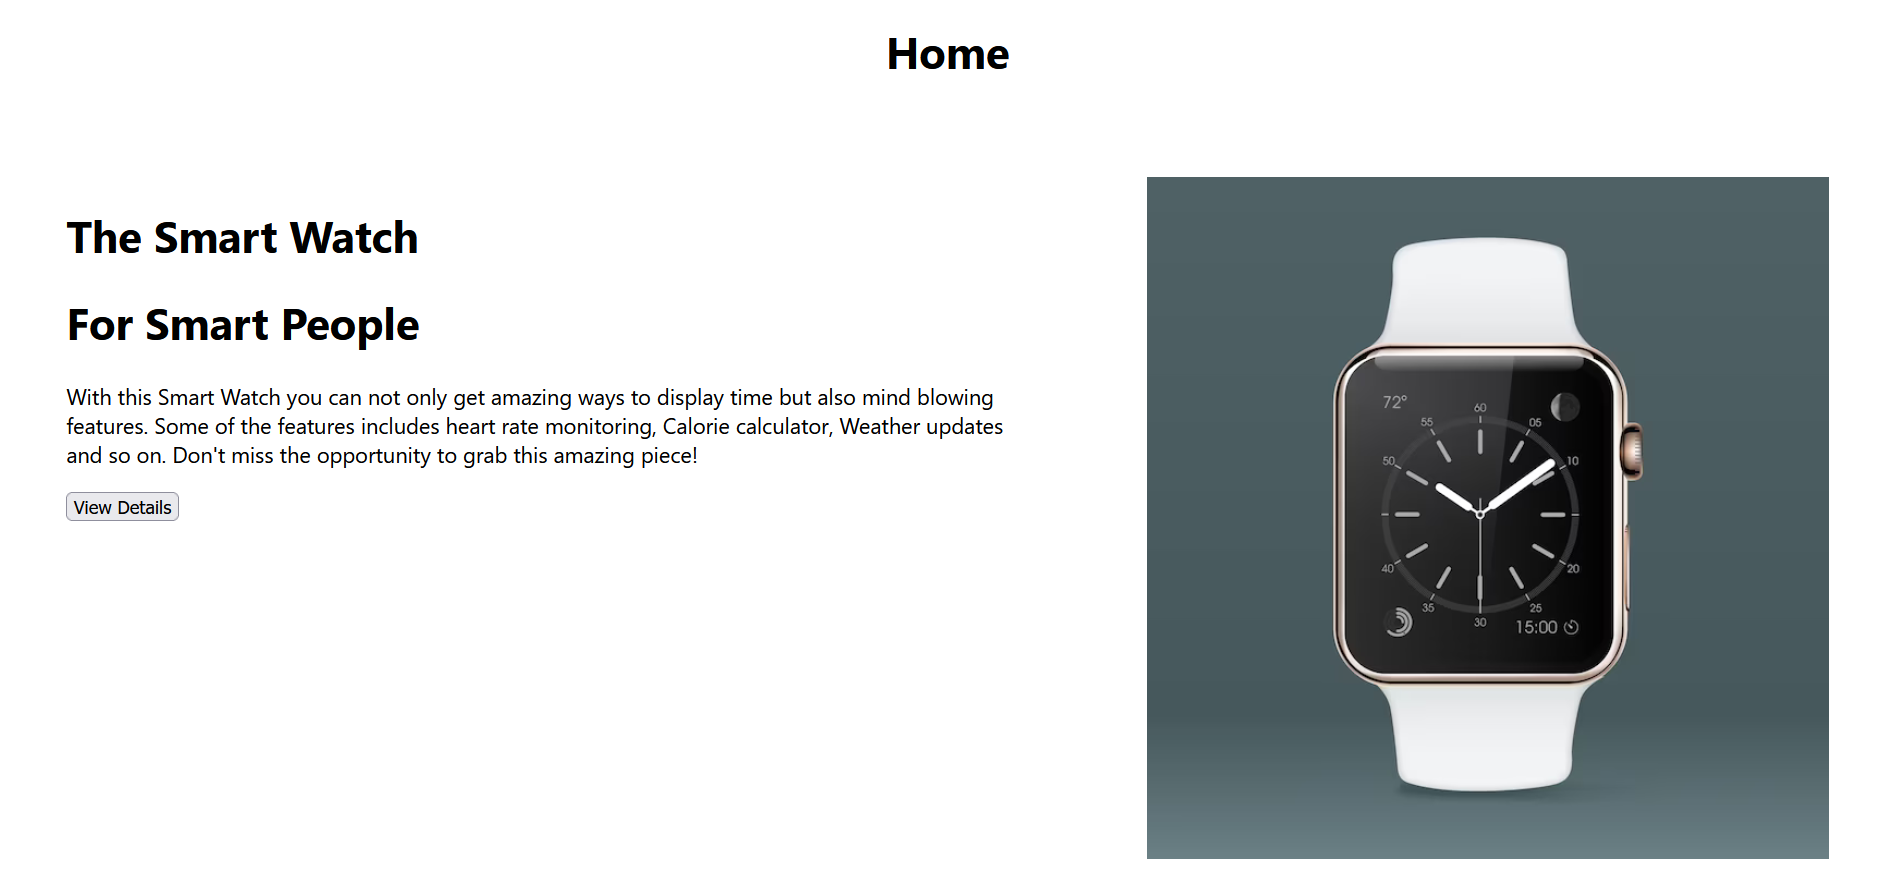 Home
The Smart Watch
For Smart People
With this Smart Watch you can not only get amazing ways to display time but also mind blowing
features. Some of the features includes heart rate monitoring, Calorie calculator, Weather updates
and so on. Don't miss the opportunity to grab this amazing piece!
View Details
72°
60
55
05
50
10
40
20
35
25
30
15:00